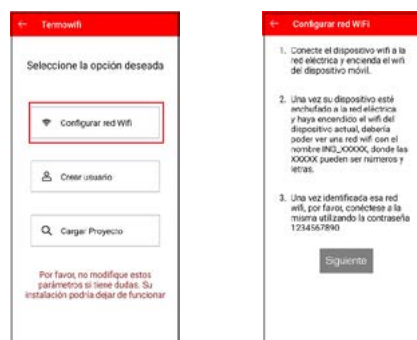 Termowifi
Seleccione la opción deseada
Configurar red Wifi
Crear usuario
Cargar Proyecto
Por favor, no modifique estos
parámetros si tiene dudas. Su
instalación podría dejar de funcionar
Configurar red WiFi
1. Conecte el dispositivo wifi a la
red eléctrica y encienda el wifi
del dispositivo móvil.
2. Una vez su dispositivo esté
enchufado a la red eléctrica
y haya encendido el wifi del
dispositivo actual, debería
poder ver una red wifi con el
nombre IN3_XXXXX, donde las
XXXXX pueden ser números y
letras.
3. Una vez identificada esa red
wifi, por favor, conéctese a la
misma utilizando la contraseña
1234567890
Siguiente